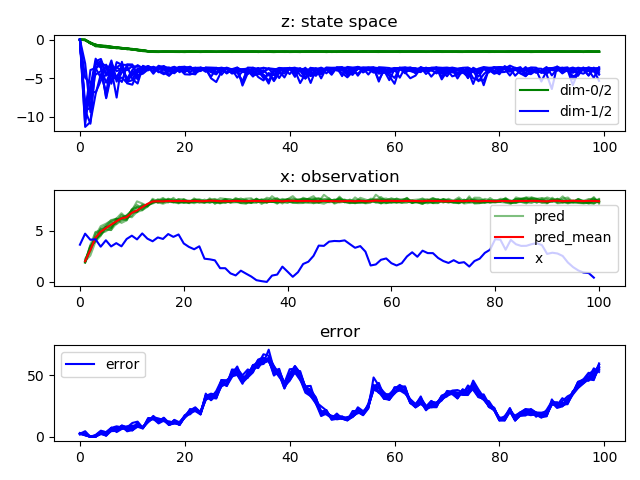 z: state space
0
−5
−10
dim-0/2
dim-1/2
0 20 40 60 80 100
x: observation
5
0
pred
pred_mean
x
0 20 40 60 80 100
error
50
0
error
0 20 40 60 80 100